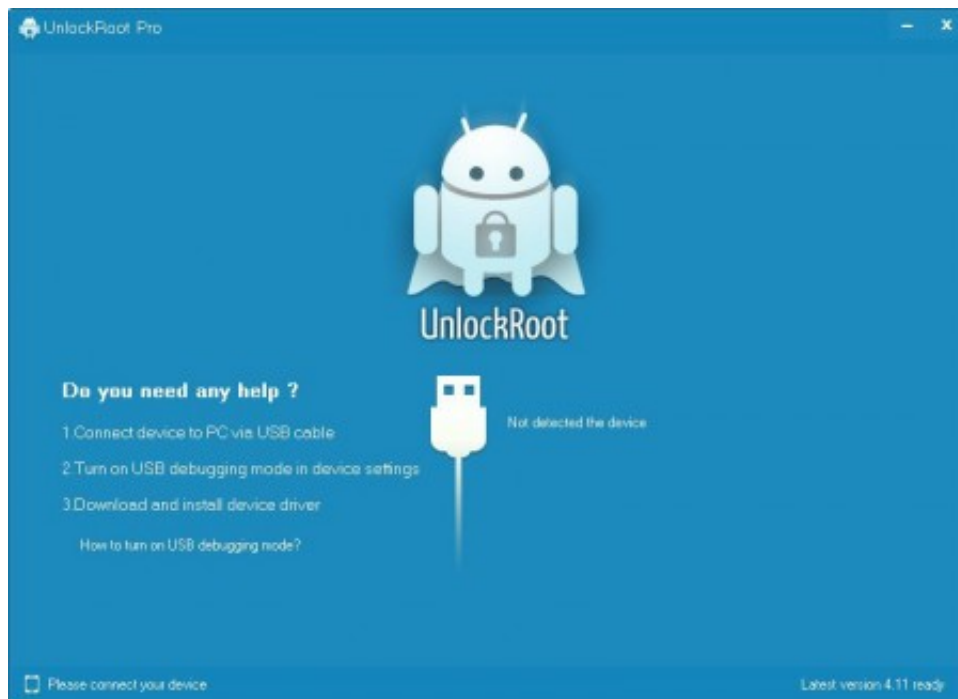 UnlockRoot Pro
UnlockRoot
Do you need any help ?
1.Connect device to PC via USB cable
2.Turn on USB debugging mode in device settings
3.Download and install device driver
How to turn on USB debugging mode?
Not detected the device
Please connect your device
Latest version 4.11 ready